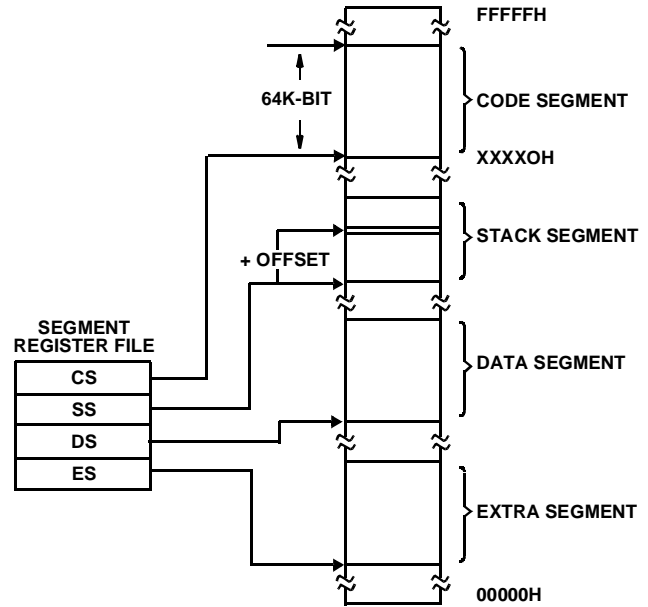 FFFFFH
64K-BIT
CODE SEGMENT
XXXXOH
STACK SEGMENT
+ OFFSET
SEGMENT
REGISTER FILE
CS
SS
DS
ES
DATA SEGMENT
EXTRA SEGMENT
00000H